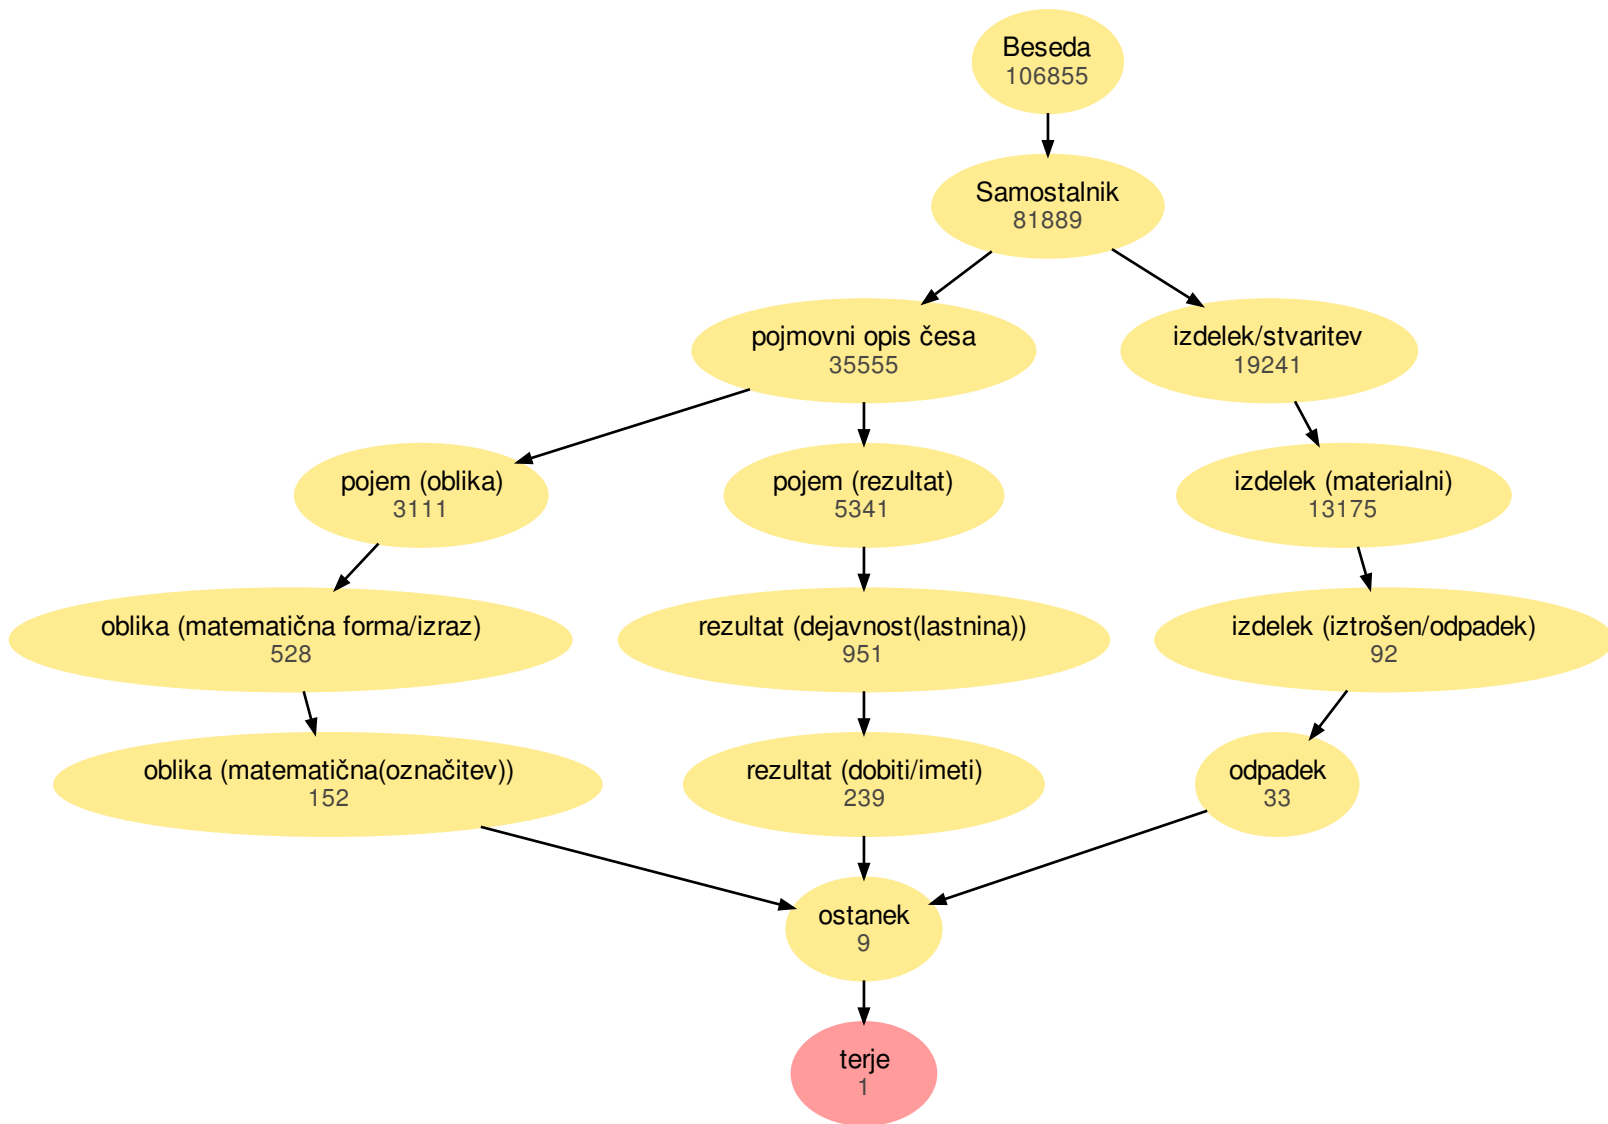 Beseda
106855
Samostalnik
81889
pojmovni opis česa
35555
izdelek/stvaritev
19241
pojem (oblika)
3111
pojem (rezultat)
5341
izdelek (materialni)
13175
oblika (matematična forma/izraz)
528
rezultat (dejavnost(lastnina))
951
izdelek (iztrošen/odpadek)
92
oblika (matematična(označitev))
152
rezultat (dobiti/imeti)
239
odpadek
33
ostanek
9
terje
1